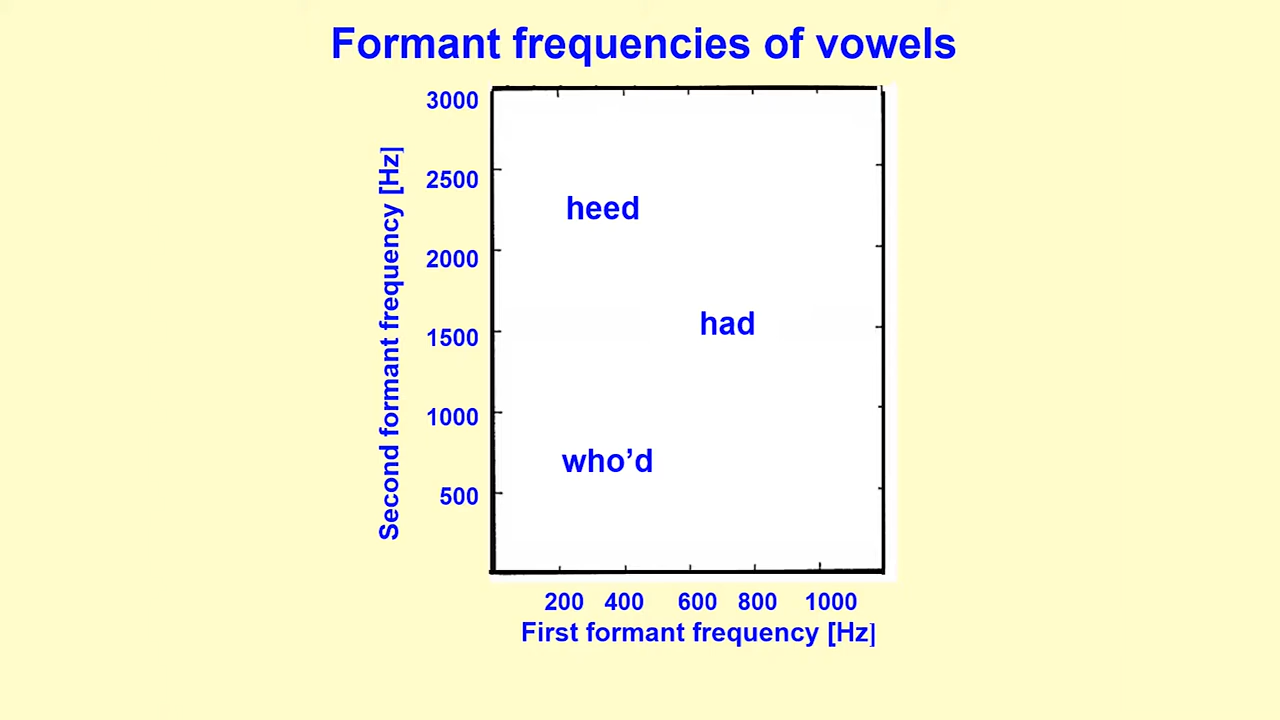 Formant frequencies of vowels
3000
2500
2000
1500
1000
500
Second formant frequency [Hz]
heed
had
who’d
200 400 600 800 1000
First formant frequency [Hz]